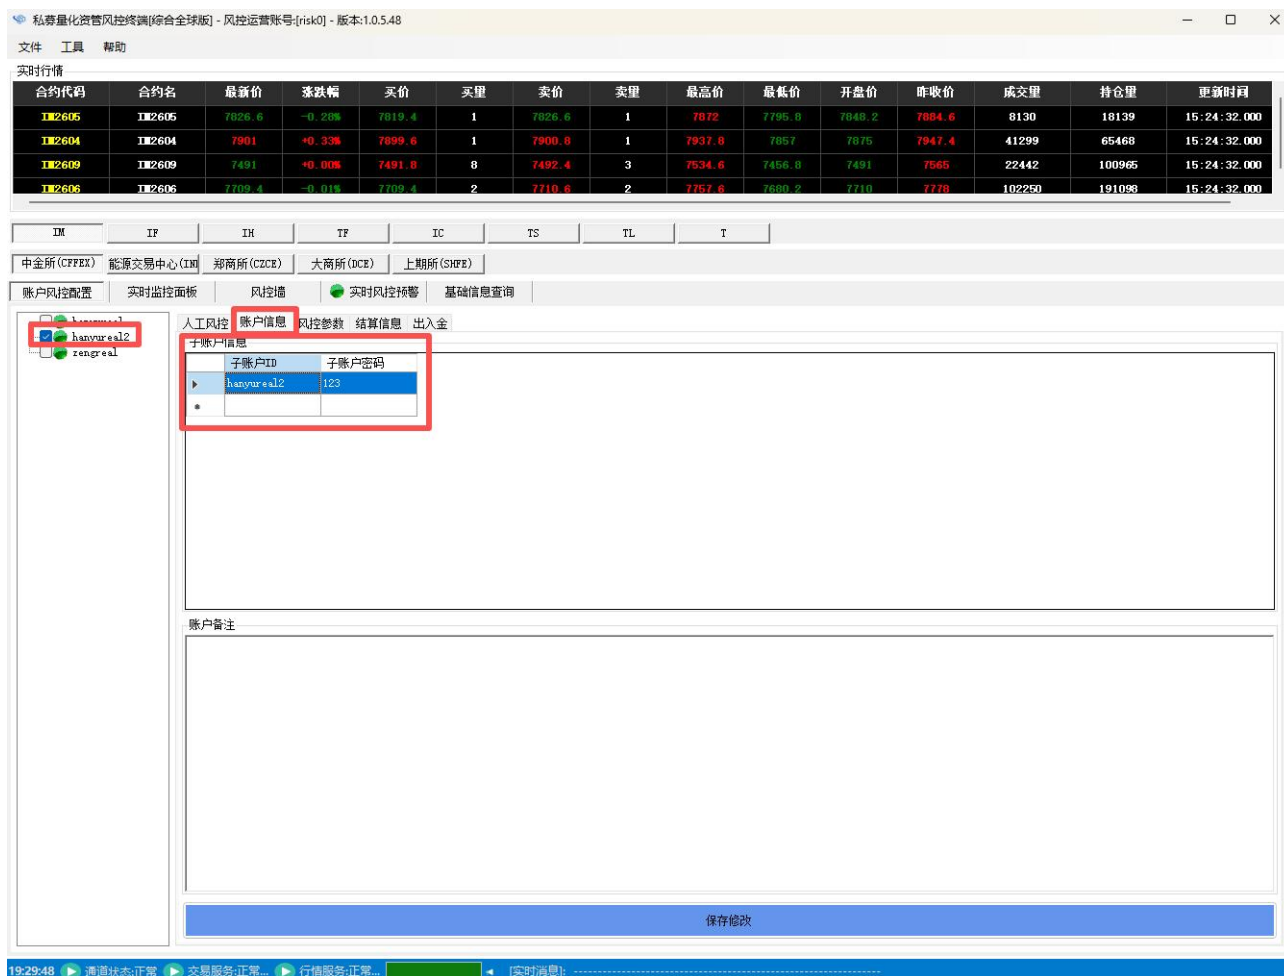 私募量化资管风控终端[综合全球版] - 风控运营账号:[risk0] - 版本:1.0.5.48
文件 工具 帮助
实时行情
合约代码 合约名 最新价 涨跌幅 买价 买量 卖价 卖量 最高价 最低价 开盘价 昨收价 成交量 持仓量 更新时间
IM2605 IM2605 7826.6 -0.28% 7819.4 1 7826.6 1 7872 7795.8 7848.2 7884.6 8130 18139 15:24:32.000
IM2604 IM2604 7901 +0.33% 7899.6 1 7900.8 1 7937.8 7857 7875 7947.4 41299 65468 15:24:32.000
IM2609 IM2609 7491 +0.00% 7491.8 8 7492.4 3 7534.6 7456.8 7491 7565 22442 100965 15:24:32.000
IM2606 IM2606 7709.4 -0.01% 7709.4 2 7710.6 2 7757.6 7680.2 7710 7778 102250 191098 15:24:32.000
IM IF IH TF IC TS TL T
中金所(CFFEX) 能源交易中心(INE 郑商所(CZCE) 大商所(DCE) 上期所(SHFE)
账户风控配置 实时监控面板 风控墙 实时风控预警 基础信息查询
hanyureal2
zengreal
人工风控 账户信息 风控参数 结算信息 出入金
子账户信息
子账户ID 子账户密码
hanyureal2 123
账户备注
保存修改
19:29:48 通道状态:正常 交易服务:正常... 行情服务:正常... [实时消息]: ------------------------------------------------------------